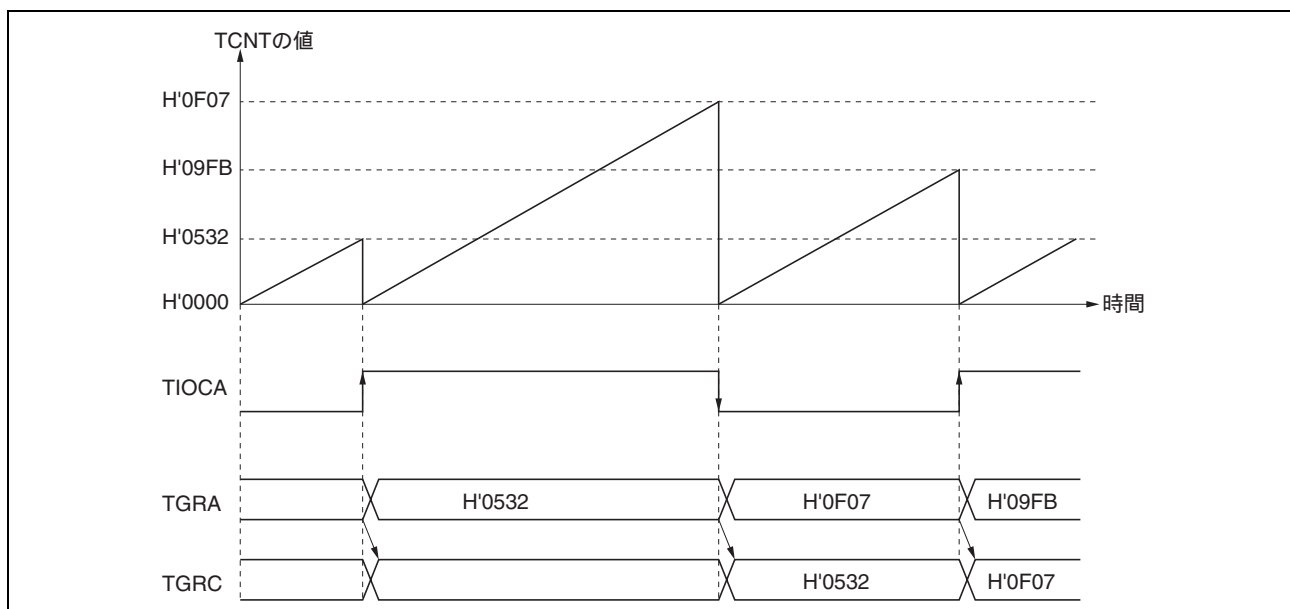 TCNTの値
H'0F07
H'09FB
H'0532
H'0000
時間
TIOCA
TGRA H'0532 H'0F07 H'09FB
TGRC H'0532 H'0F07